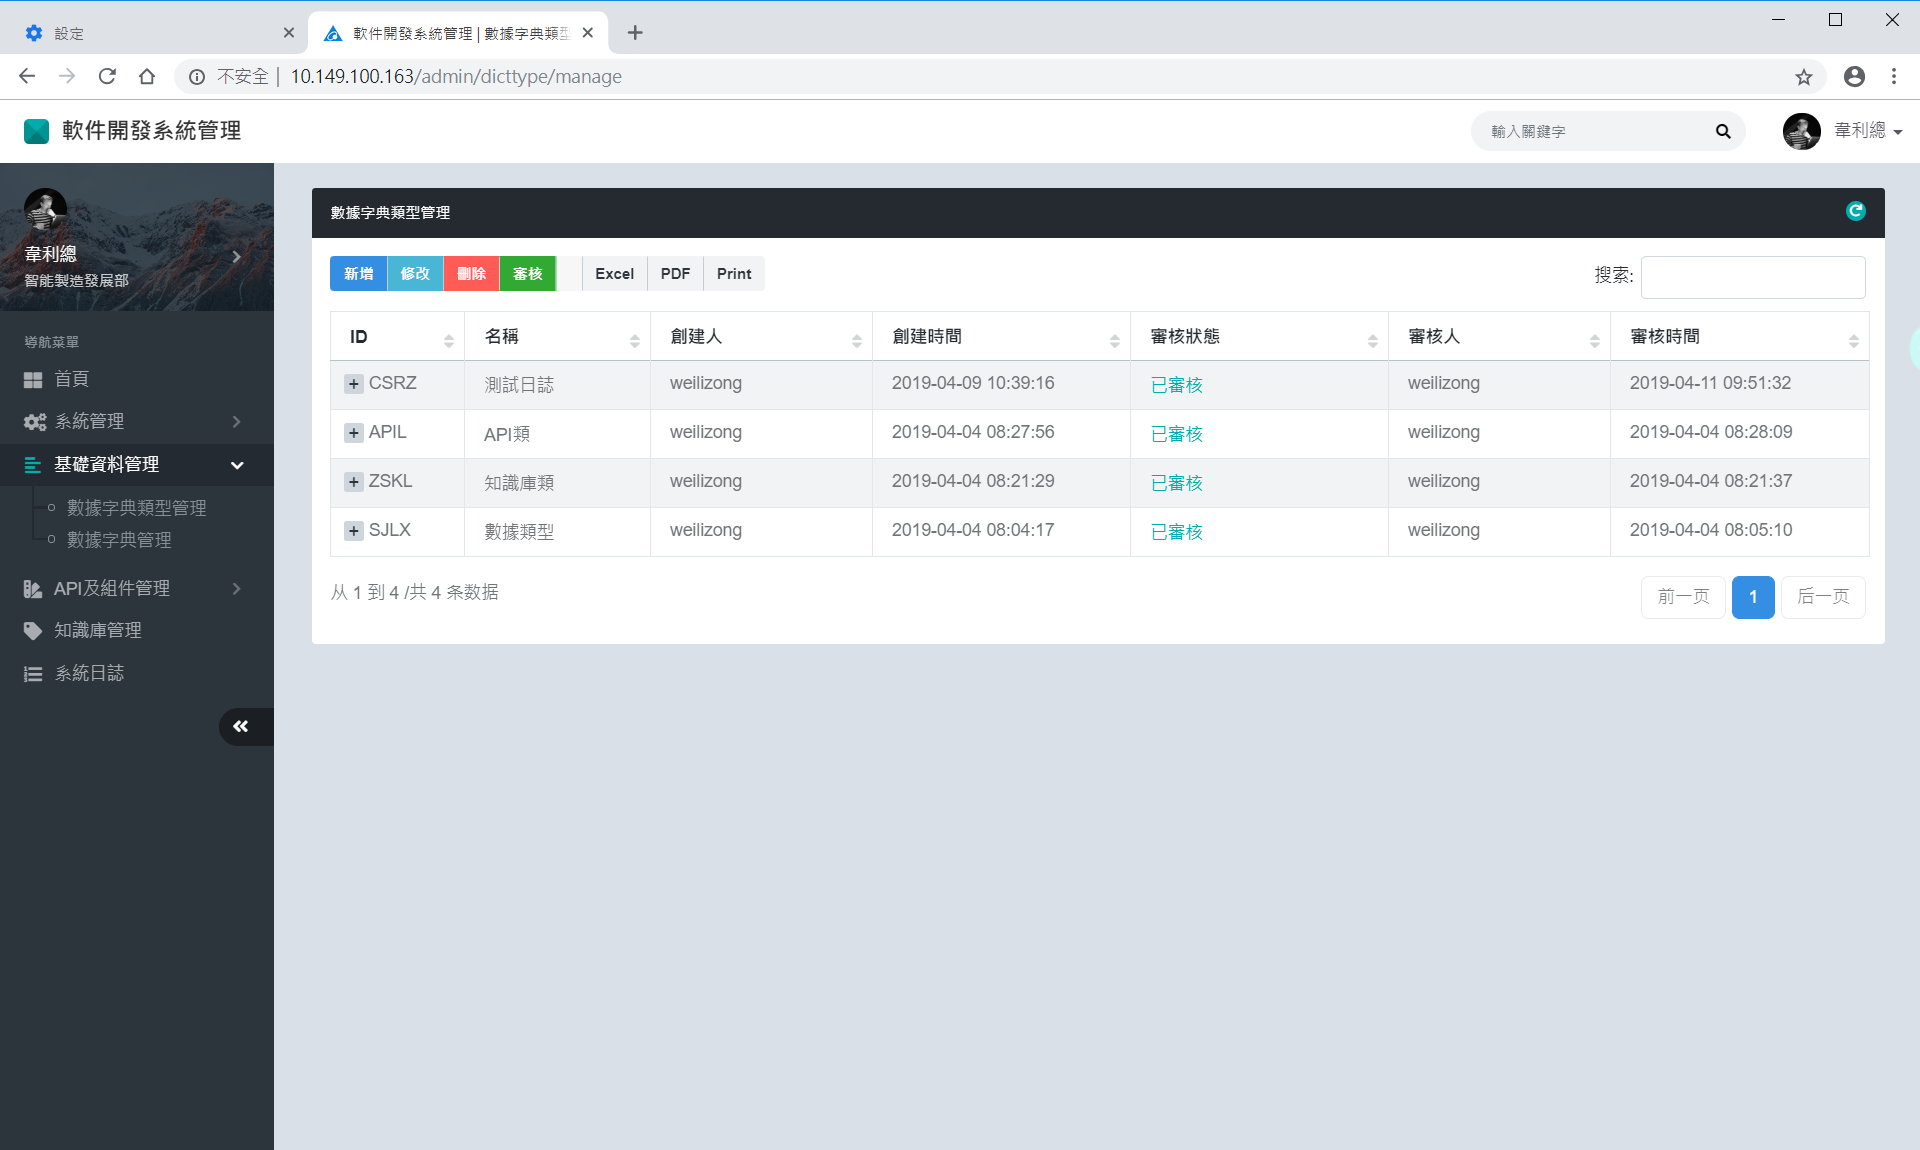 設定
軟件開發系統管理 | 數據字典類型
不安全 | 10.149.100.163/admin/dicttype/manage
軟件開發系統管理
輸入關鍵字
韋利總
韋利總
智能製造發展部
導航菜單
首頁
系統管理
基礎資料管理
數據字典類型管理
數據字典管理
API及組件管理
知識庫管理
系統日誌
數據字典類型管理
新增 修改 刪除 審核 Excel PDF Print
搜索:
ID 名稱 創建人 創建時間 審核狀態 審核人 審核時間
CSRZ 測試日誌 weilizong 2019-04-09 10:39:16 已審核 weilizong 2019-04-11 09:51:32
APIL API類 weilizong 2019-04-04 08:27:56 已審核 weilizong 2019-04-04 08:28:09
ZSKL 知識庫類 weilizong 2019-04-04 08:21:29 已審核 weilizong 2019-04-04 08:21:37
SJLX 數據類型 weilizong 2019-04-04 08:04:17 已審核 weilizong 2019-04-04 08:05:10
从 1 到 4 /共 4 条数据
前一页 1 后一页